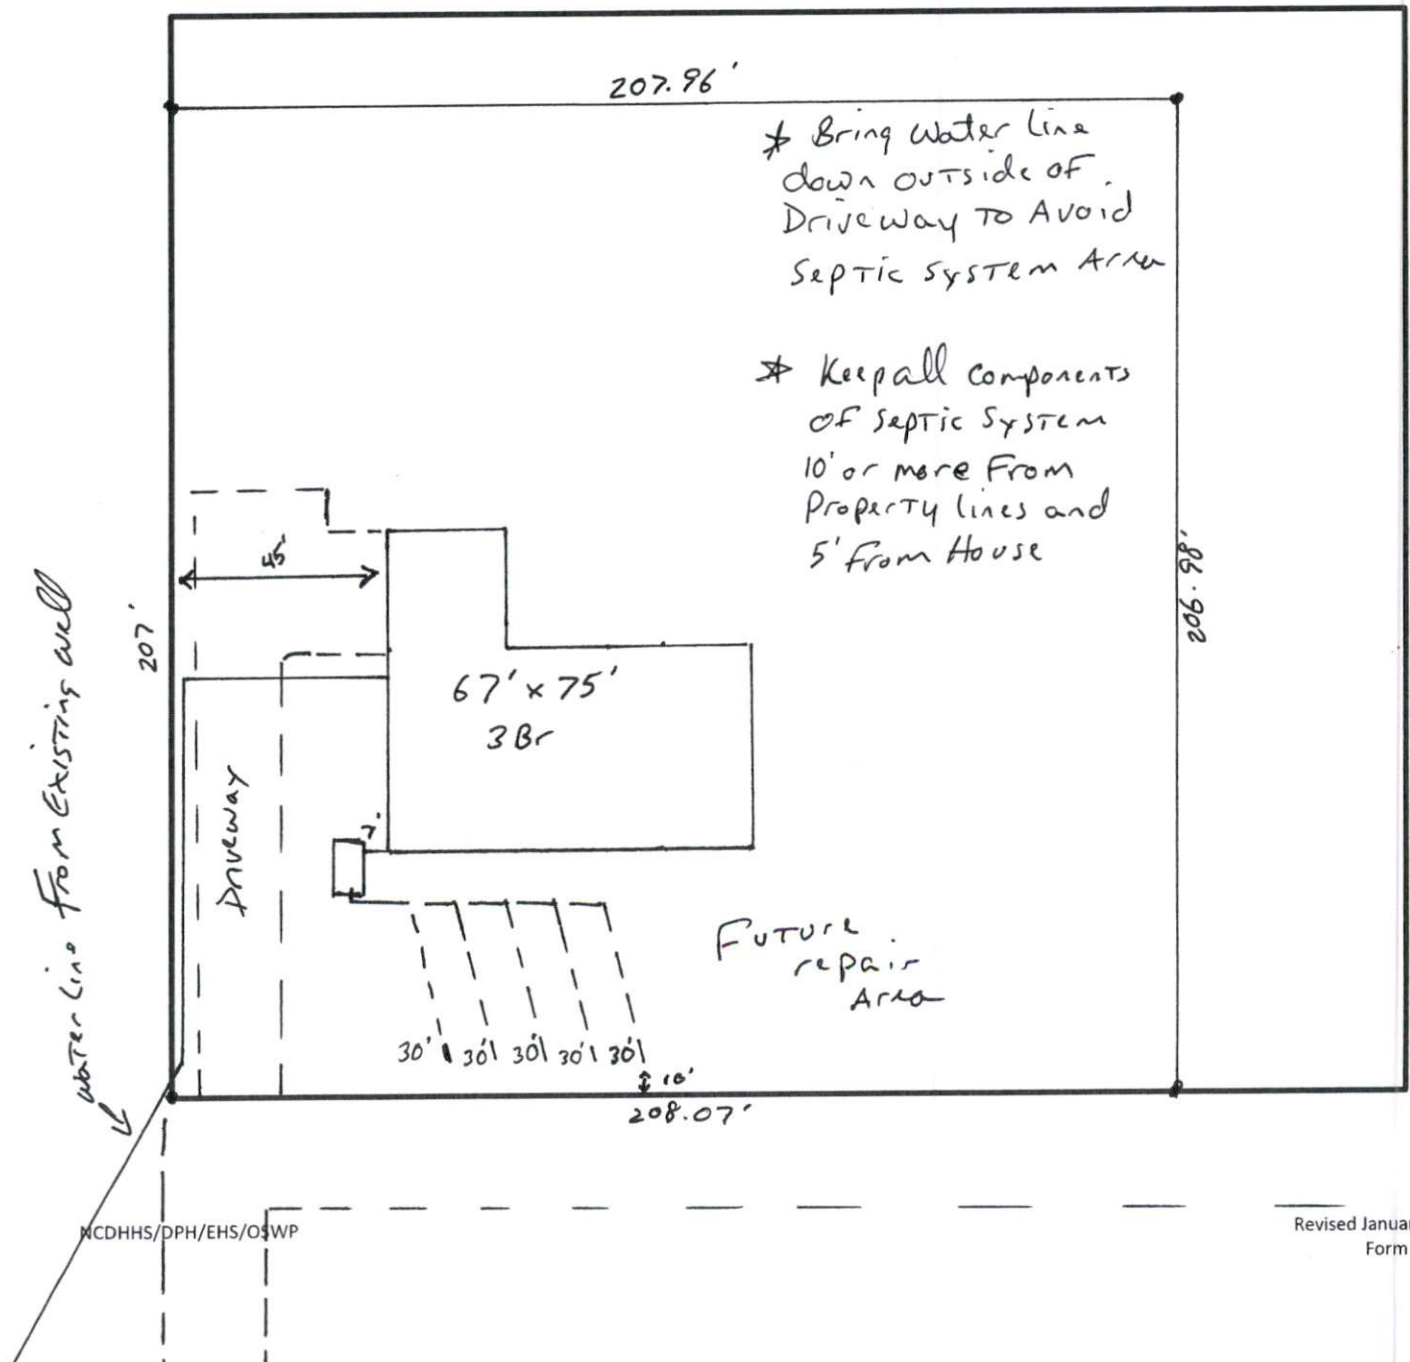 207.96'
* Bring Water Line
down outside of
Driveway To Avoid
Septic System Area
* Keep all components
of Septic System
10' or more From
Property lines and
5' From House
45'
207'
206.98'
Water Line From Existing well
67' x 75'
3 Br
Driveway
7'
Future
repair
Area
30' 30' 30' 30' 30'
10'
208.07'
NCDHHS/DPH/EHS/OSWP
Revised Janua
Form